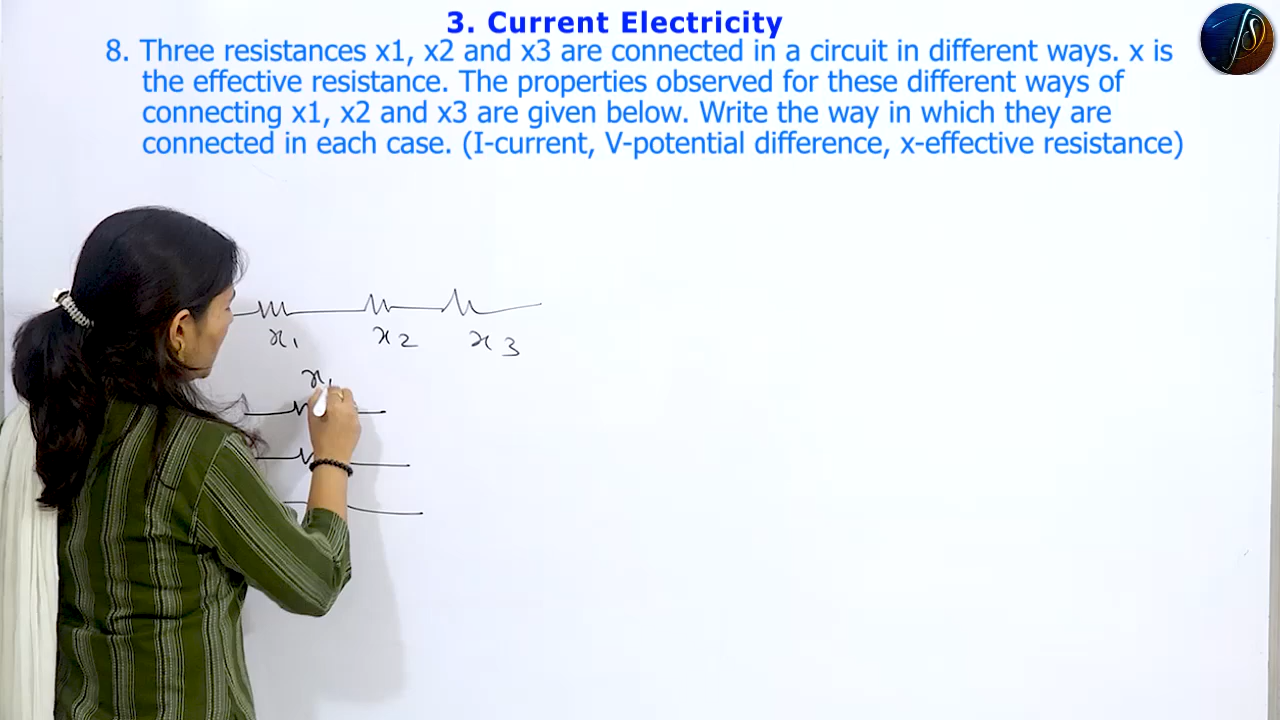 3. Current Electricity
8. Three resistances x1, x2 and x3 are connected in a circuit in different ways. x is
the effective resistance. The properties observed for these different ways of
connecting x1, x2 and x3 are given below. Write the way in which they are
connected in each case. (I-current, V-potential difference, x-effective resistance)
x1 x2 x3
x1